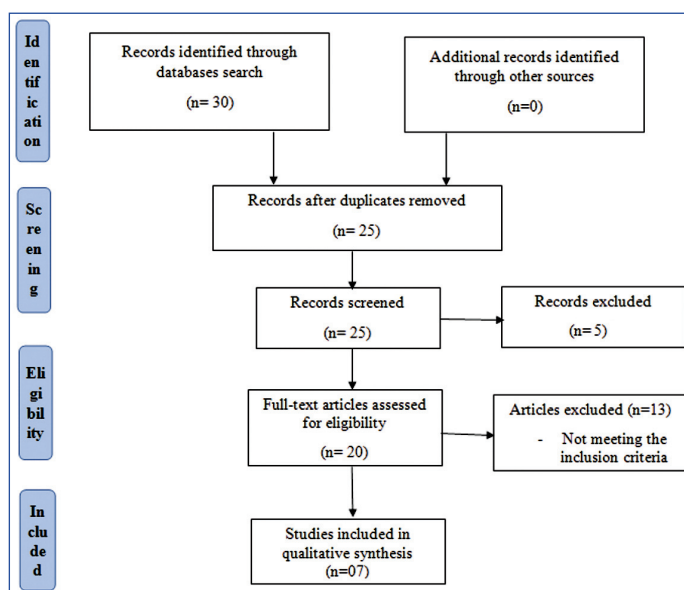 Id
en
tif
ic
ati
on
Records identified through
databases search
(n= 30)
Additional records identified
through other sources
(n=0)
Sc
re
en
in
g
Records after duplicates removed
(n= 25)
Records screened
(n= 25)
Records excluded
(n= 5)
Eli
gi
bil
ity
Full-text articles assessed
for eligibility
(n= 20)
Articles excluded (n=13)
- Not meeting the
inclusion criteria
In
clu
de
d
Studies included in
qualitative synthesis
(n=07)